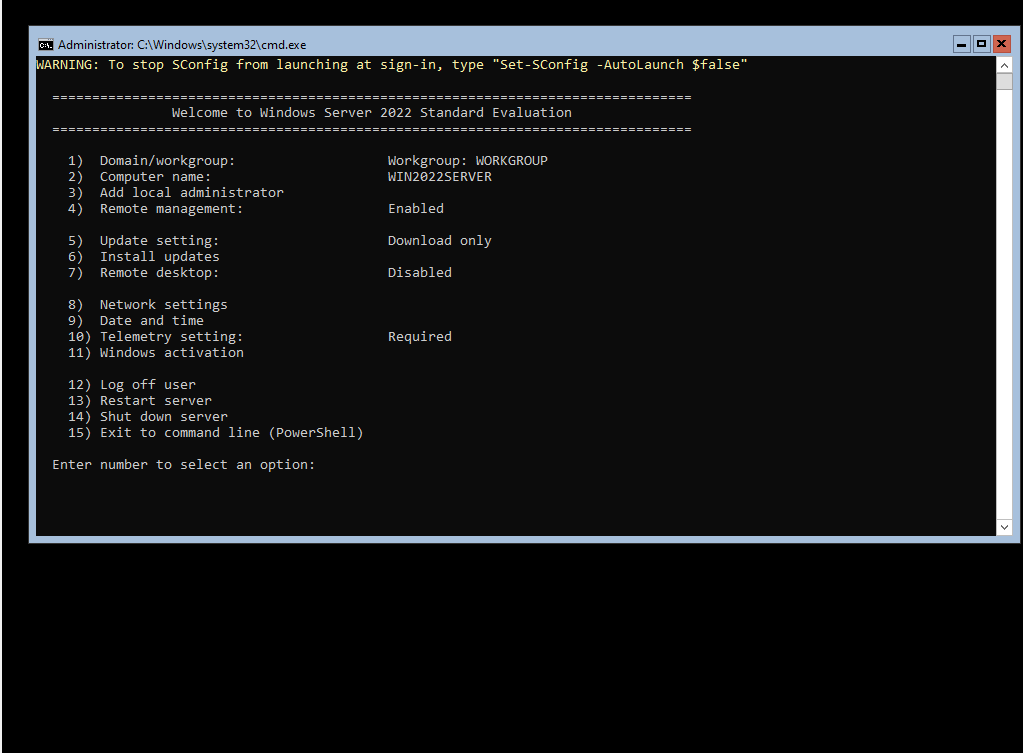 Administrator: C:\Windows\system32\cmd.exe
WARNING: To stop SConfig from launching at sign-in, type "Set-SConfig -AutoLaunch $false"
================================================================================
Welcome to Windows Server 2022 Standard Evaluation
================================================================================
1) Domain/workgroup: Workgroup: WORKGROUP
2) Computer name: WIN2022SERVER
3) Add local administrator
4) Remote management: Enabled
5) Update setting: Download only
6) Install updates
7) Remote desktop: Disabled
8) Network settings
9) Date and time
10) Telemetry setting: Required
11) Windows activation
12) Log off user
13) Restart server
14) Shut down server
15) Exit to command line (PowerShell)
Enter number to select an option: